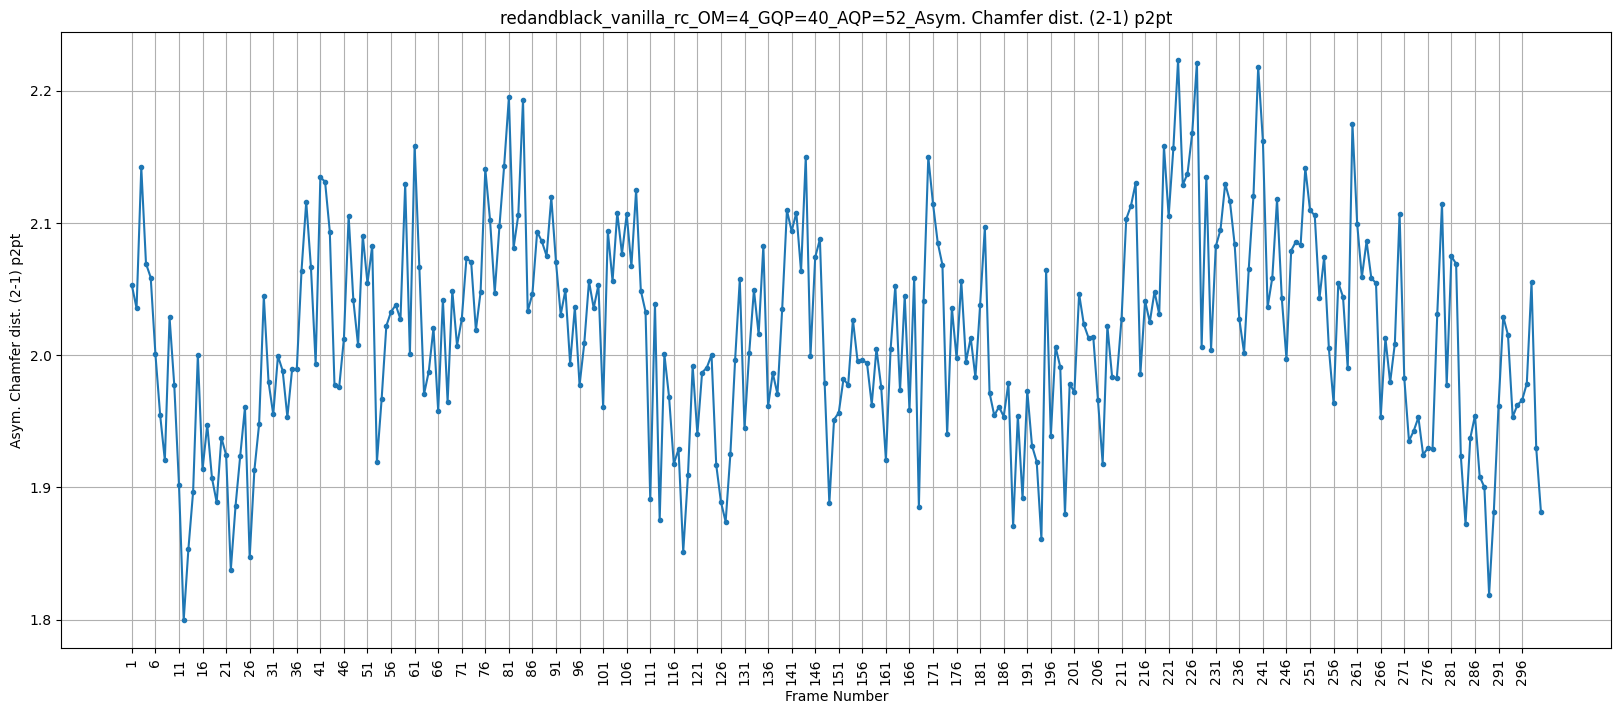 redandblack_vanilla_rc_OM=4_GQP=40_AQP=52_Asym. Chamfer dist. (2-1) p2pt
Asym. Chamfer dist. (2-1) p2pt
2.2
2.1
2.0
1.9
1.8
1 6 11 16 21 26 31 36 41 46 51 56 61 66 71 76 81 86 91 96 101 106 111 116 121 126 131 136 141 146 151 156 161 166 171 176 181 186 191 196 201 206 211 216 221 226 231 236 241 246 251 256 261 266 271 276 281 286 291 296
Frame Number